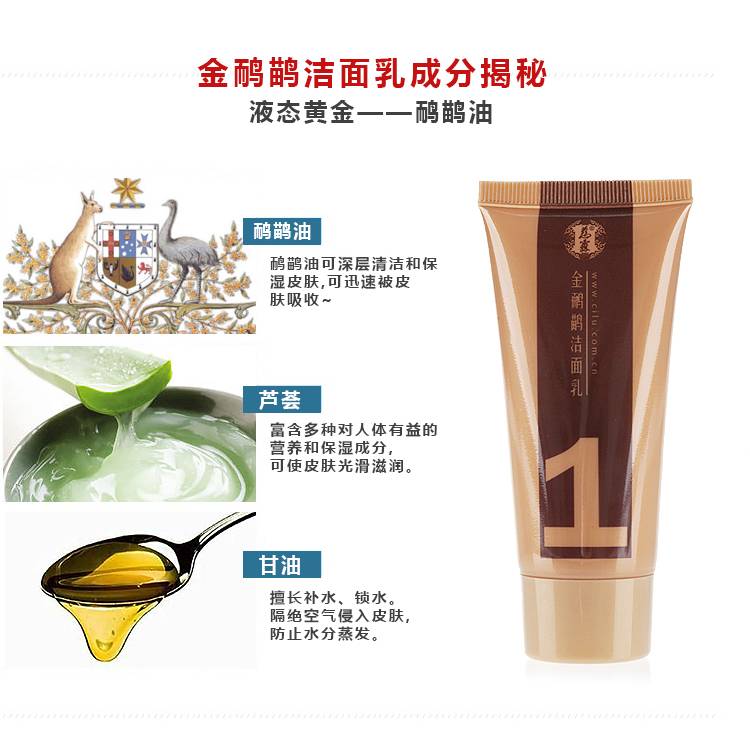 金鸸鹋洁面乳成分揭秘
液态黄金——鸸鹋油
鸸鹋油
鸸鹋油可深层清洁和保
湿皮肤,可迅速被皮
肤吸收~
芦荟
富含多种对人体有益的
营养和保湿成分，
可使皮肤光滑滋润。
甘油
擅长补水、锁水。
隔绝空气侵入皮肤，
防止水分蒸发。
金鸸鹋洁面乳
www.cilu.com.cn
1